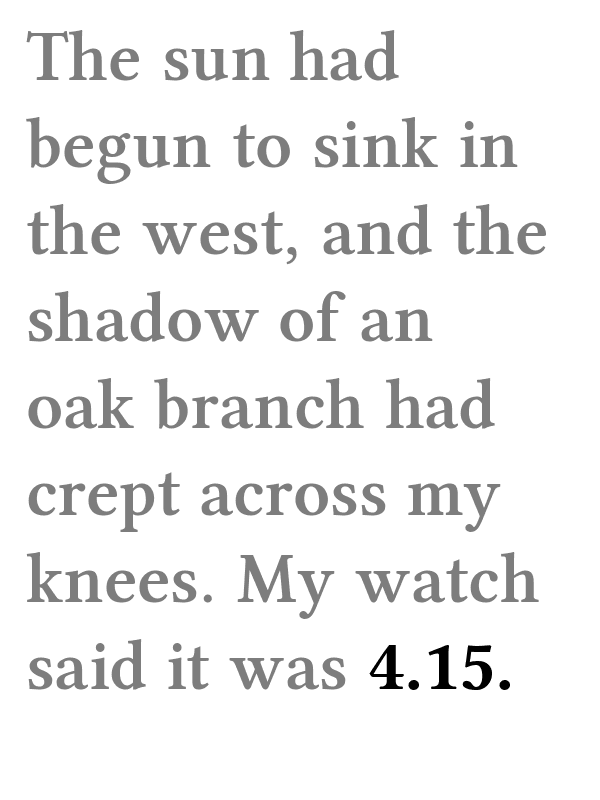 The sun had
begun to sink in
the west, and the
shadow of an
oak branch had
crept across my
knees. My watch
said it was 4.15.